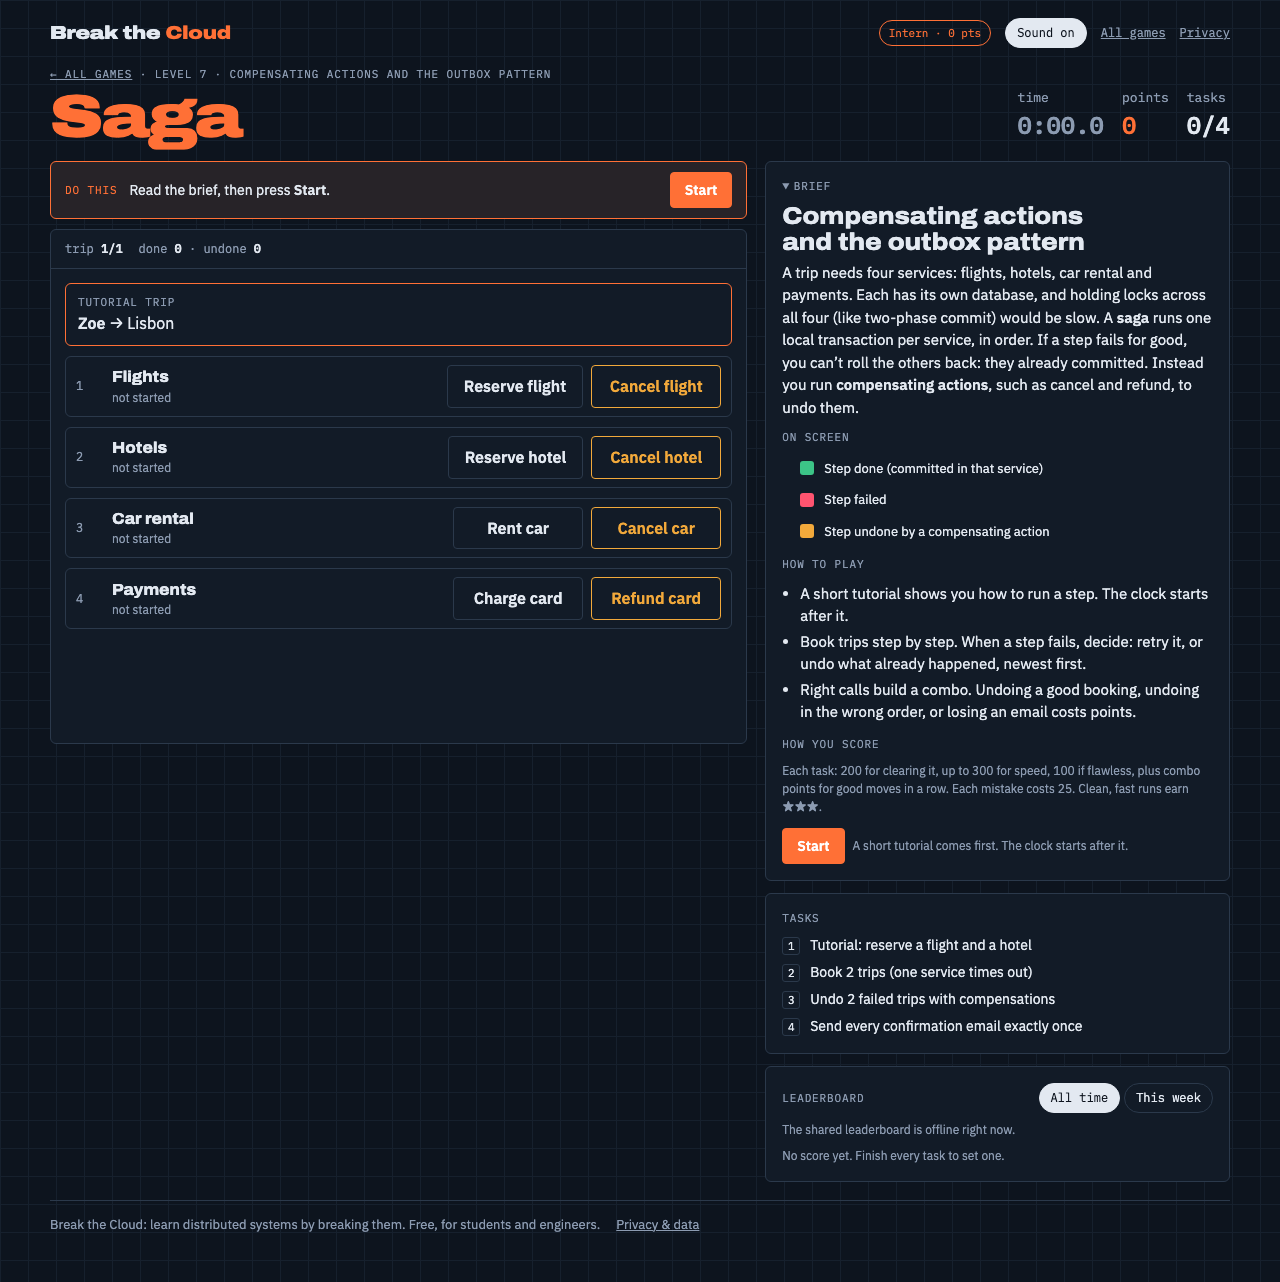 Break the Cloud
Intern · 0 pts
Sound on
All games
Privacy
← ALL GAMES · LEVEL 7 · COMPENSATING ACTIONS AND THE OUTBOX PATTERN
Saga
time
0:00.0
points
0
tasks
0/4
DO THIS Read the brief, then press Start.
Start
trip 1/1 done 0 · undone 0
TUTORIAL TRIP
Zoe → Lisbon
1
Flights
not started
Reserve flight
Cancel flight
2
Hotels
not started
Reserve hotel
Cancel hotel
3
Car rental
not started
Rent car
Cancel car
4
Payments
not started
Charge card
Refund card
▼ BRIEF
Compensating actions
and the outbox pattern
A trip needs four services: flights, hotels, car rental and
payments. Each has its own database, and holding locks across
all four (like two-phase commit) would be slow. A saga runs one
local transaction per service, in order. If a step fails for good,
you can’t roll the others back: they already committed. Instead
you run compensating actions, such as cancel and refund, to
undo them.
ON SCREEN
Step done (committed in that service)
Step failed
Step undone by a compensating action
HOW TO PLAY
• A short tutorial shows you how to run a step. The clock starts
after it.
• Book trips step by step. When a step fails, decide: retry it, or
undo what already happened, newest first.
• Right calls build a combo. Undoing a good booking, undoing
in the wrong order, or losing an email costs points.
HOW YOU SCORE
Each task: 200 for clearing it, up to 300 for speed, 100 if flawless, plus combo
points for good moves in a row. Each mistake costs 25. Clean, fast runs earn
★★★.
Start
A short tutorial comes first. The clock starts after it.
TASKS
1 Tutorial: reserve a flight and a hotel
2 Book 2 trips (one service times out)
3 Undo 2 failed trips with compensations
4 Send every confirmation email exactly once
LEADERBOARD
All time
This week
The shared leaderboard is offline right now.
No score yet. Finish every task to set one.
Break the Cloud: learn distributed systems by breaking them. Free, for students and engineers.
Privacy & data